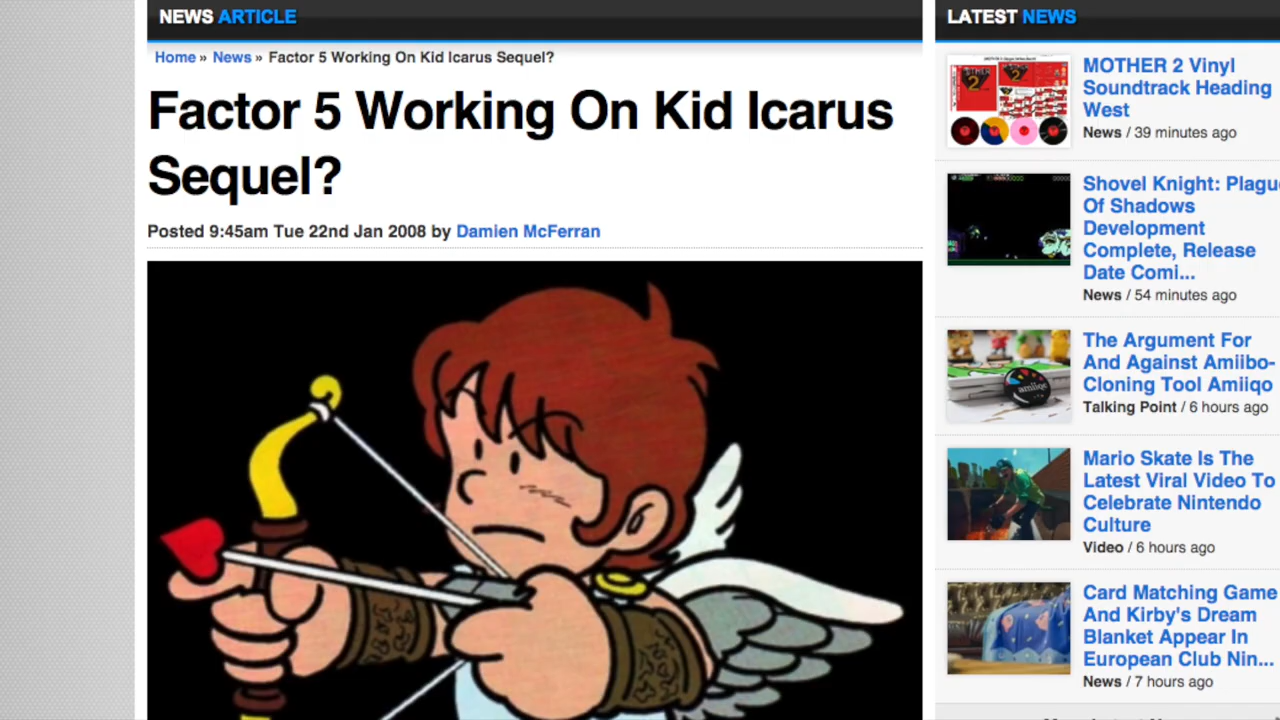 NEWS ARTICLE
Home » News » Factor 5 Working On Kid Icarus Sequel?
Factor 5 Working On Kid Icarus
Sequel?
Posted 9:45am Tue 22nd Jan 2008 by Damien McFerran
LATEST NEWS
MOTHER 2 Vinyl
Soundtrack Heading
West
News / 39 minutes ago
Shovel Knight: Plagu
Of Shadows
Development
Complete, Release
Date Comi...
News / 54 minutes ago
The Argument For
And Against Amiibo-
Cloning Tool Amiiqo
Talking Point / 6 hours ago
amiiqo
Mario Skate Is The
Latest Viral Video To
Celebrate Nintendo
Culture
Video / 6 hours ago
Card Matching Game
And Kirby's Dream
Blanket Appear In
European Club Nin...
News / 7 hours ago